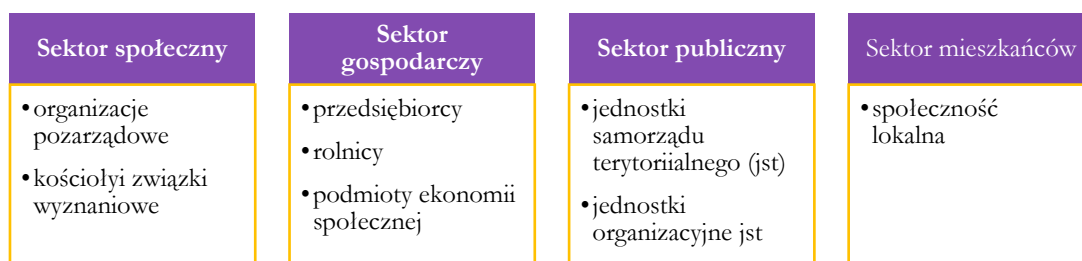 Sektor społeczny
•organizacje
pozarządowe
•kościołyi związki
wyznaniowe
Sektor
gospodarczy
•przedsiębiorcy
•rolnicy
•podmioty ekonomii
społecznej
Sektor publiczny
•jednostki
samorządu
terytoriialnego (jst)
•jednostki
organizacyjne jst
Sektor mieszkańców
•społeczność
lokalna